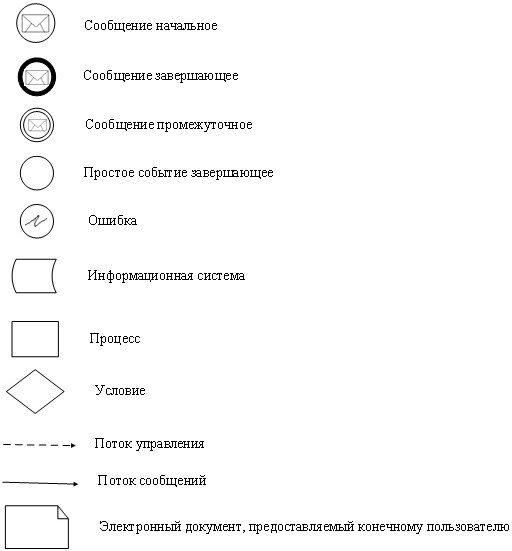 Сообщение начальное
Сообщение завершающее
Сообщение промежуточное
Простое событие завершающее
Ошибка
Информационная система
Процесс
Условие
Поток управления
Поток сообщений
Электронный документ, предоставляемый конечному пользователю